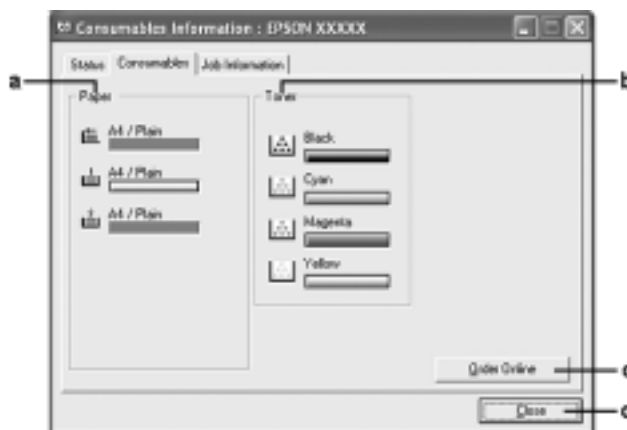 Consumables Information : EPSON XXXXX
Status Consumables Job Information
a
b
Paper
Toner
A4 / Plain
Black
A4 / Plain
Cyan
A4 / Plain
Magenta
Yellow
Order Online
Close